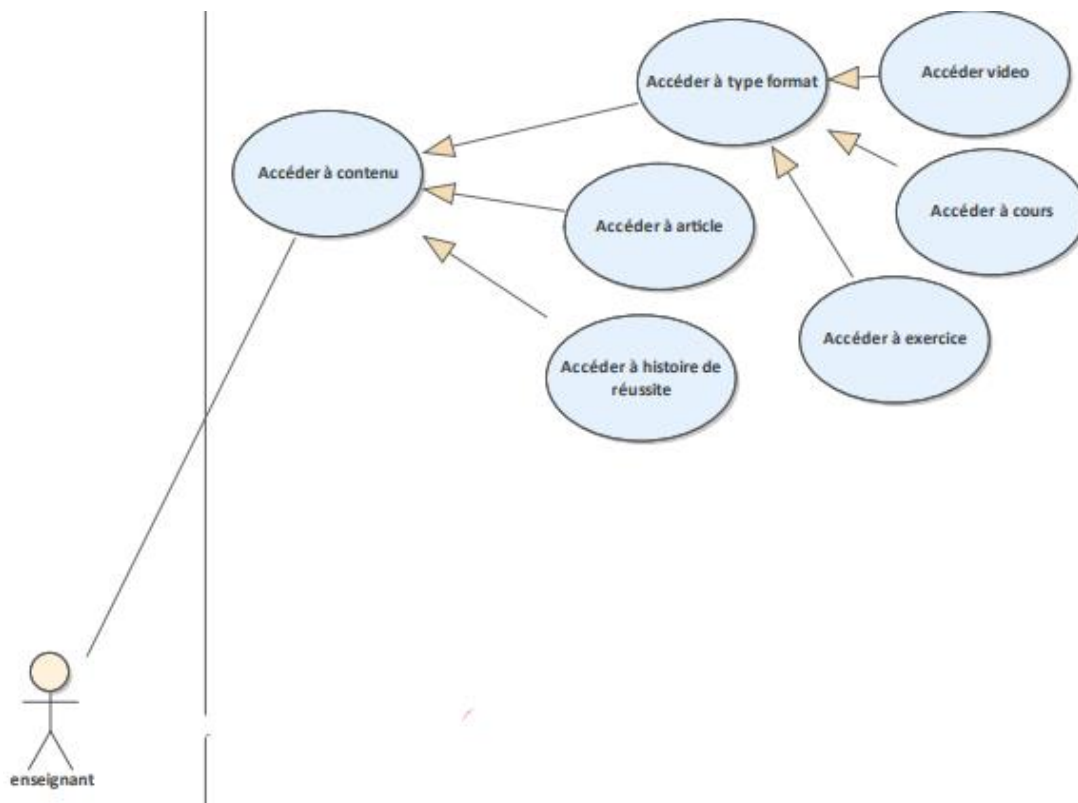 Accéder à type format
Accéder video
Accéder à contenu
Accéder à article
Accéder à cours
Accéder à exercice
Accéder à histoire de
réussite
enseignant